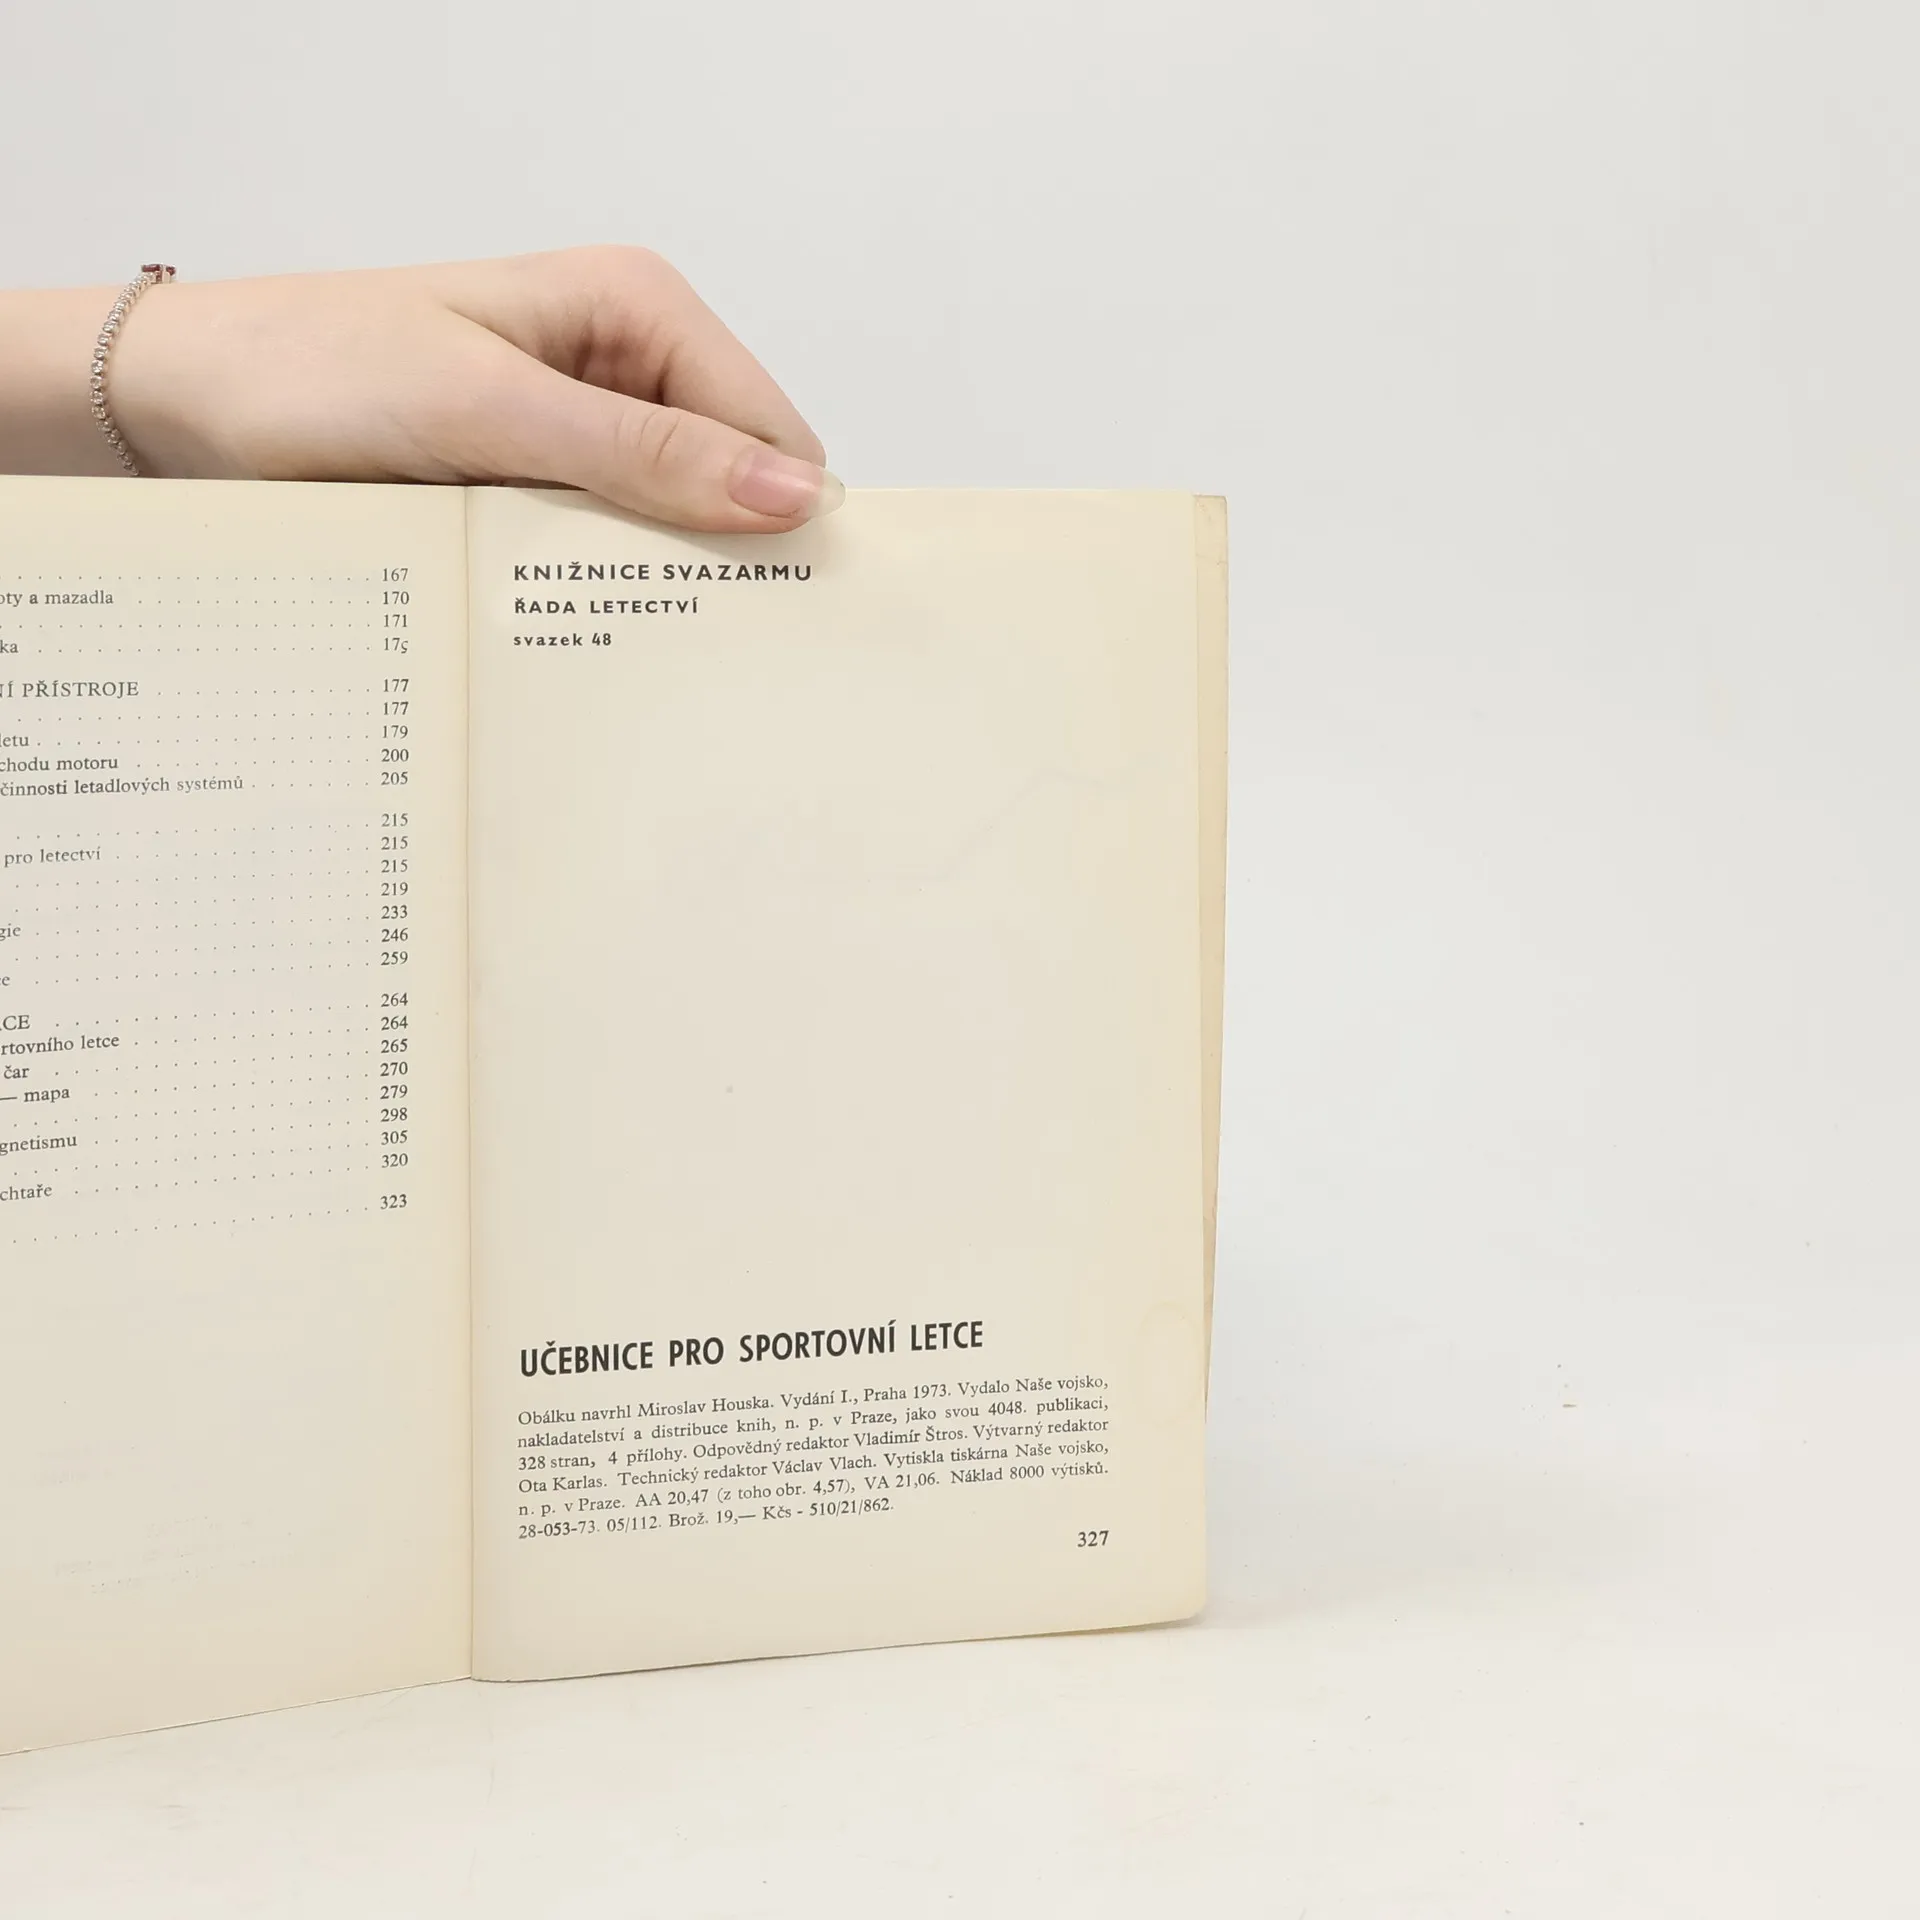 . . . 167
oty a mazadla . . . 170
. . . 171
ka . . . 175
NÍ PŘÍSTROJE . . . 177
. . . 177
letu . . . 179
chodu motoru . . . 200
činnosti letadlových systémů . . . 205
. . . 215
pro letectví . . . 215
. . . 215
. . . 219
gie . . . 233
. . . 246
e . . . 259
CE . . . 264
rtovního letce . . . 264
čar . . . 265
— mapa . . . 270
. . . 279
gnetismu . . . 298
. . . 305
chtaře . . . 320
. . . 323
KNIŽNICE SVAZARMU
ŘADA LETECTVÍ
svazek 48
UČEBNICE PRO SPORTOVNÍ LETCE
Obálku navrhl Miroslav Houska. Vydání I., Praha 1973. Vydalo Naše vojsko,
nakladatelství a distribuce knih, n. p. v Praze, jako svou 4048. publikaci,
328 stran, 4 přílohy. Odpovědný redaktor Vladimír Štros. Výtvarný redaktor
Ota Karlas. Technický redaktor Václav Vlach. Vytiskla tiskárna Naše vojsko,
n. p. v Praze. AA 20,47 (z toho obr. 4,57), VA 21,06. Náklad 8000 výtisků.
28-053-73. 05/112. Brož. 19,— Kčs - 510/21/862.
327